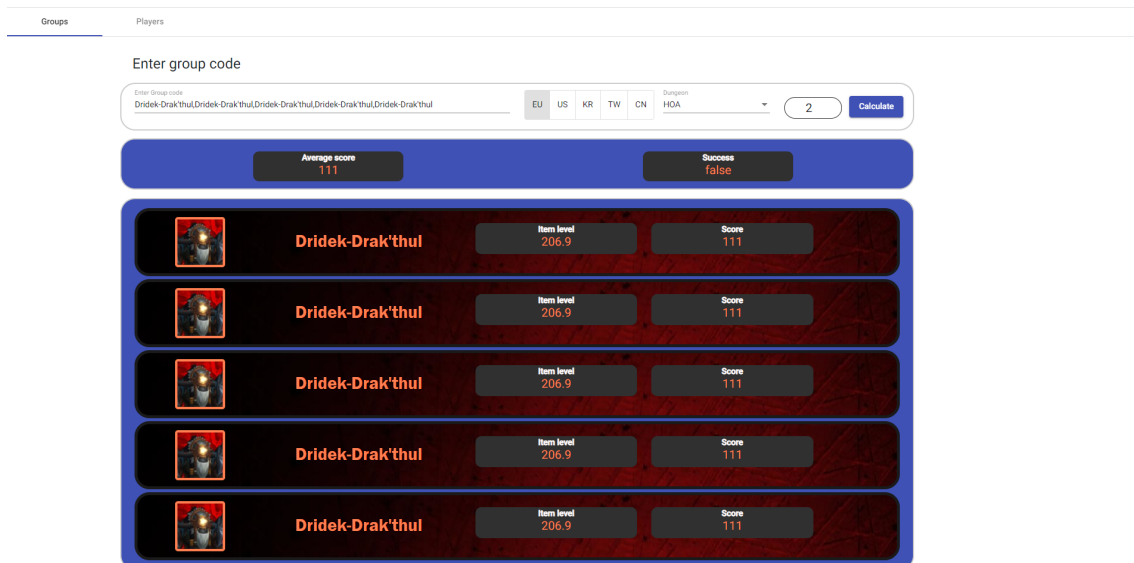 Groups Players
Enter group code
Enter Group code
Dridek-Drak'thul,Dridek-Drak'thul,Dridek-Drak'thul,Dridek-Drak'thul,Dridek-Drak'thul
EU US KR TW CN
Dungeon
HOA
2
Calculate
Average score
111
Success
false
Dridek-Drak'thul
Item level
206.9
Score
111
Dridek-Drak'thul
Item level
206.9
Score
111
Dridek-Drak'thul
Item level
206.9
Score
111
Dridek-Drak'thul
Item level
206.9
Score
111
Dridek-Drak'thul
Item level
206.9
Score
111